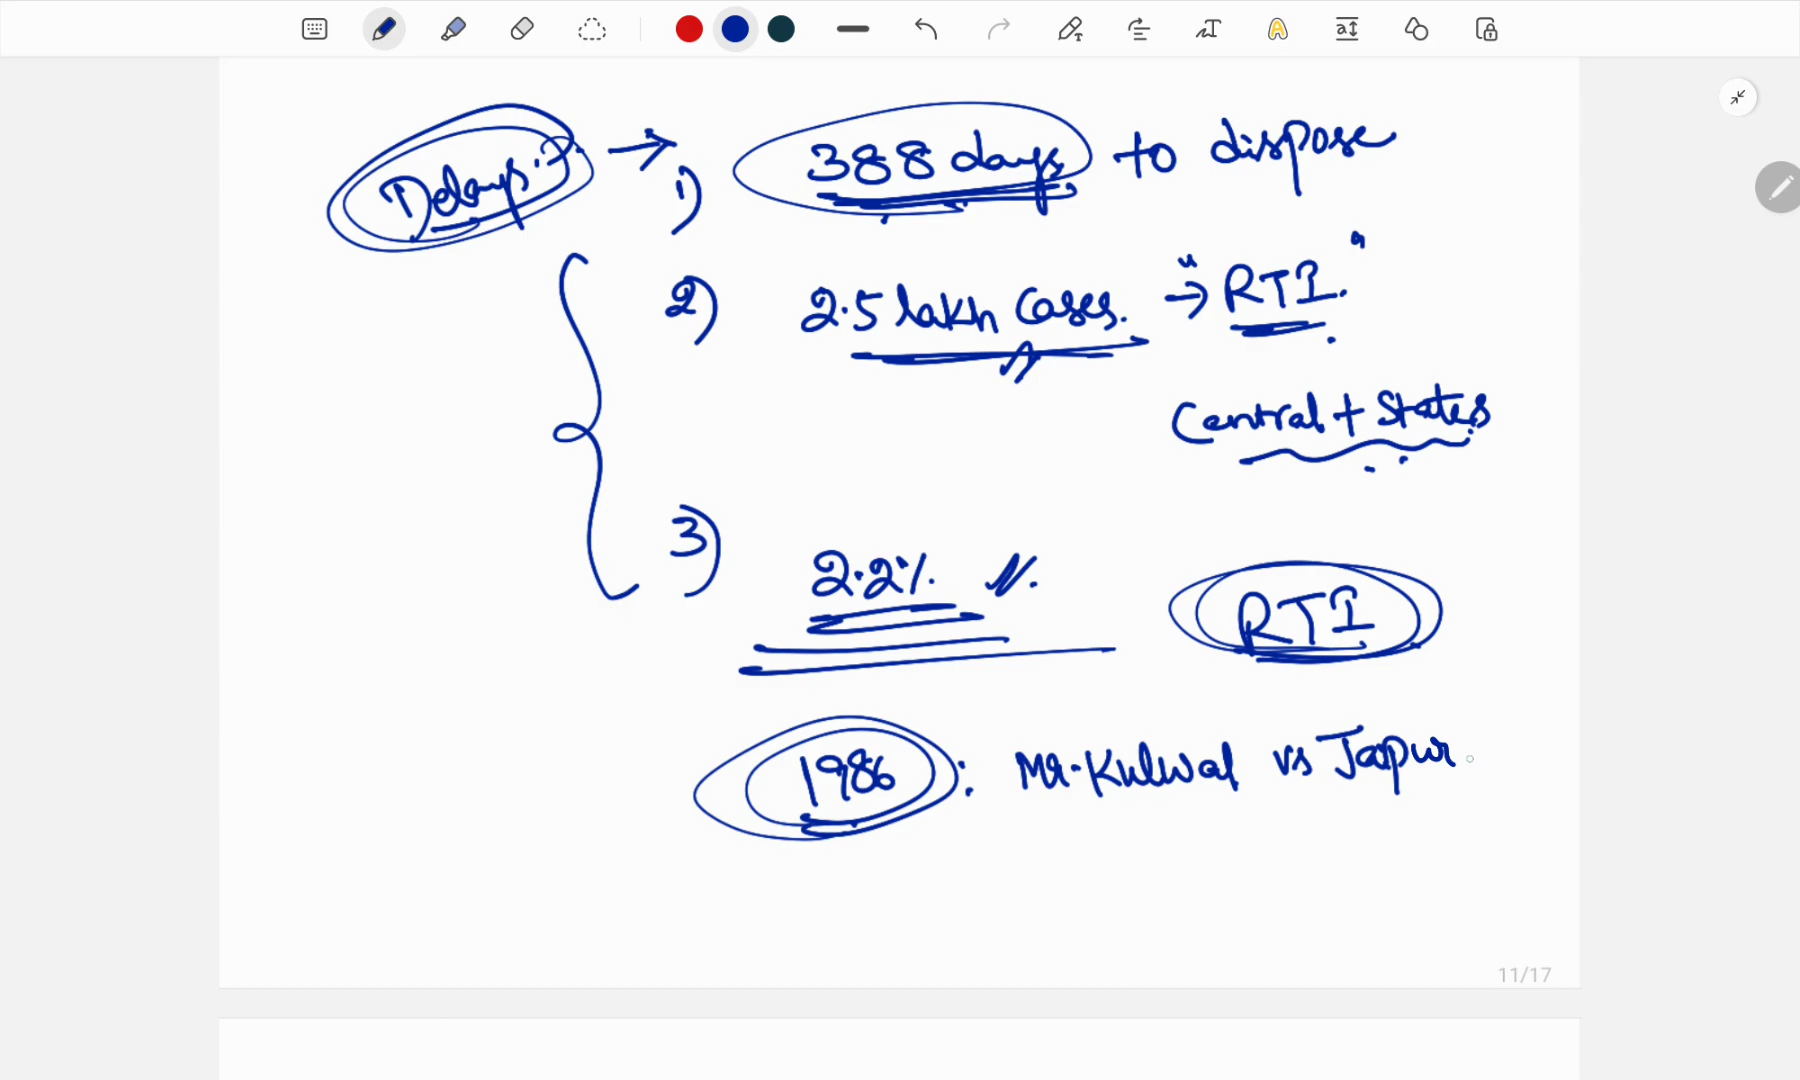 Delays: → 1) 388 days to dispose
2) 2.5 lakh Cases. → "RTI."
Central + States
3) 2.2%
RTI
1986: Mr. Kulwal vs Jaipur
11/17